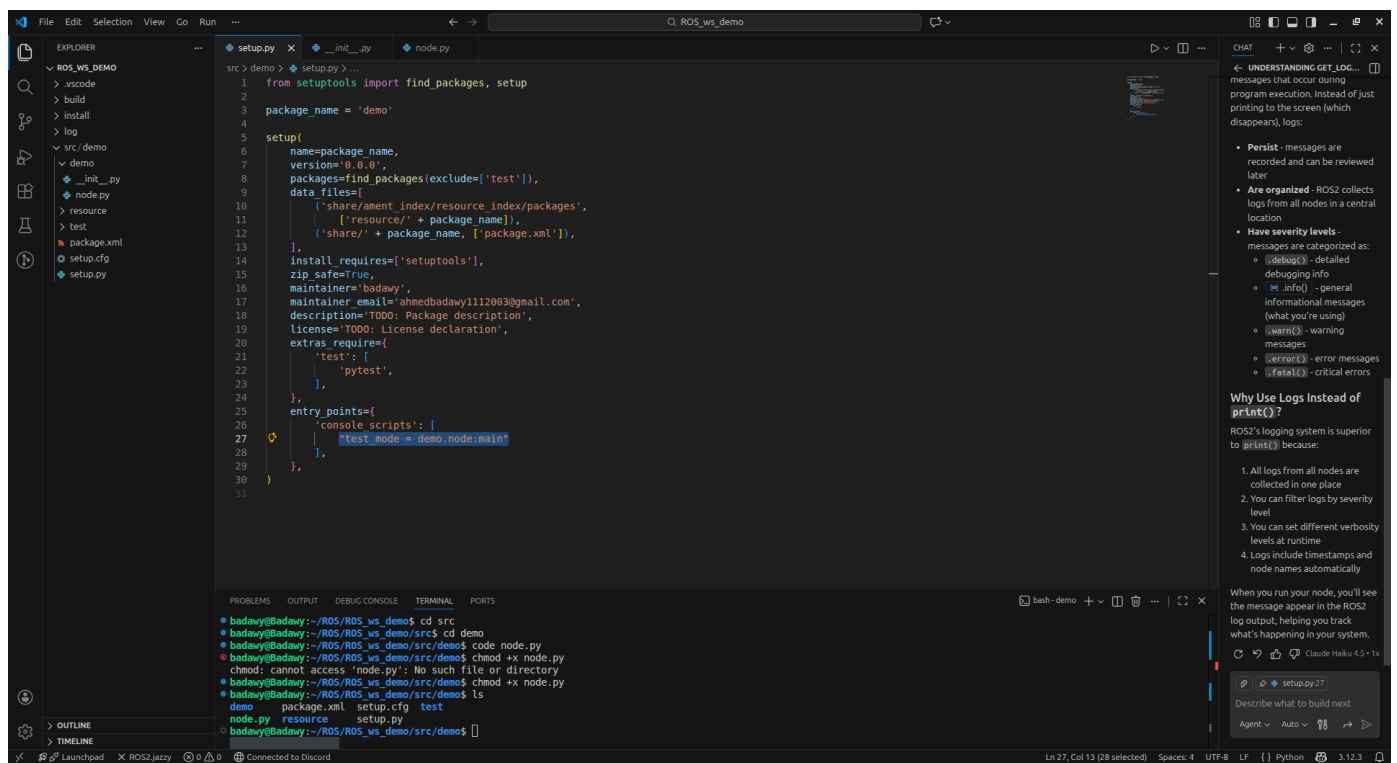 File Edit Selection View Go Run ···
ROS_ws_demo
EXPLORER ···
ROS_WS_DEMO
.vscode
build
install
log
src/demo
demo
__init__.py
node.py
resource
test
package.xml
setup.cfg
setup.py
OUTLINE
TIMELINE
setup.py
__init__.py
node.py
src > demo > setup.py > ...
1 from setuptools import find_packages, setup
2
3 package_name = 'demo'
4
5 setup(
6 name=package_name,
7 version='0.0.0',
8 packages=find_packages(exclude=['test']),
9 data_files=[
10 ('share/ament_index/resource_index/packages',
11 ['resource/' + package_name]),
12 ('share/' + package_name, ['package.xml']),
13 ],
14 install_requires=['setuptools'],
15 zip_safe=True,
16 maintainer='badawy',
17 maintainer_email='ahmedbadawy1112003@gmail.com',
18 description='TODO: Package description',
19 license='TODO: License declaration',
20 extras_require={
21 'test': [
22 'pytest',
23 ],
24 },
25 entry_points={
26 'console_scripts': [
27 "test_mode = demo.node:main"
28 ],
29 },
30 )
31
PROBLEMS OUTPUT DEBUG CONSOLE TERMINAL PORTS
bash - demo
badawy@Badawy:~/ROS/ROS_ws_demo$ cd src
badawy@Badawy:~/ROS/ROS_ws_demo/src$ cd demo
badawy@Badawy:~/ROS/ROS_ws_demo/src/demo$ code node.py
badawy@Badawy:~/ROS/ROS_ws_demo/src/demo$ chmod +x node.py
chmod: cannot access 'node.py': No such file or directory
badawy@Badawy:~/ROS/ROS_ws_demo/src/demo$ chmod +x node.py
badawy@Badawy:~/ROS/ROS_ws_demo/src/demo$ ls
demo package.xml setup.cfg test
node.py resource setup.py
badawy@Badawy:~/ROS/ROS_ws_demo/src/demo$
CHAT
UNDERSTANDING GET_LOG...
messages that occur during
program execution. Instead of just
printing to the screen (which
disappears), logs:
• Persist - messages are
recorded and can be reviewed
later
• Are organized - ROS2 collects
logs from all nodes in a central
location
• Have severity levels -
messages are categorized as:
.debug() - detailed
debugging info
.info() - general
informational messages
(what you're using)
.warn() - warning
messages
.error() - error messages
.fatal() - critical errors
Why Use Logs Instead of
print()?
ROS2's logging system is superior
to print() because:
1. All logs from all nodes are
collected in one place
2. You can filter logs by severity
level
3. You can set different verbosity
levels at runtime
4. Logs include timestamps and
node names automatically
When you run your node, you'll see
the message appear in the ROS2
log output, helping you track
what's happening in your system.
Claude Haiku 4.5 • 1x
setup.py:27
Describe what to build next
Agent Auto
Launchpad ROS2.jazzy 0 0 Connected to Discord
Ln 27, Col 13 (28 selected) Spaces: 4 UTF-8 LF {} Python 3.12.3